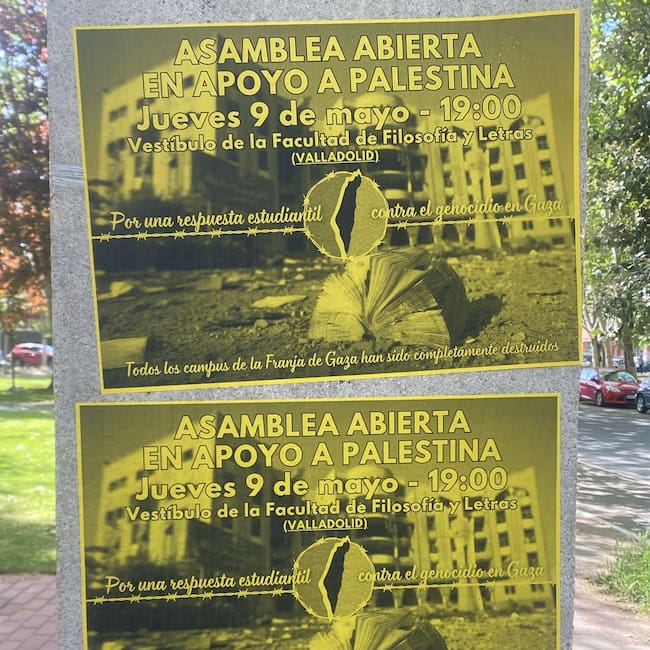 ASAMBLEA ABIERTA
EN APOYO A PALESTINA
Jueves 9 de mayo - 19:00
Vestíbulo de la Facultad de Filosofía y Letras
(VALLADOLID)
Por una respuesta estudiantil contra el genocidio en Gaza
Todos los campus de la Franja de Gaza han sido completamente destruidos
ASAMBLEA ABIERTA
EN APOYO A PALESTINA
Jueves 9 de mayo - 19:00
Vestíbulo de la Facultad de Filosofía y Letras
(VALLADOLID)
Por una respuesta estudiantil contra el genocidio en Gaza